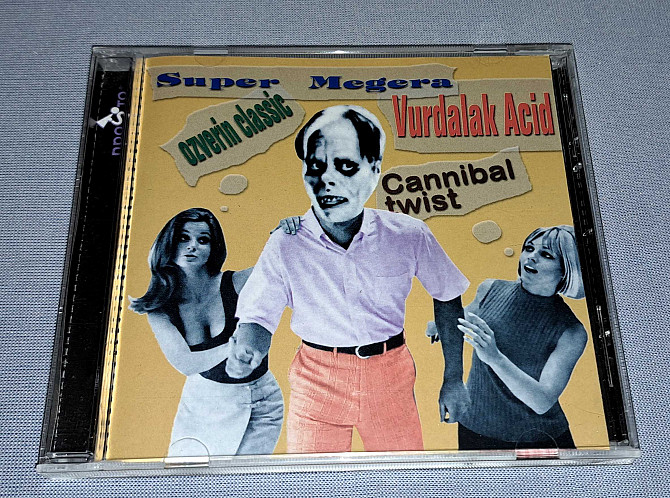 Super Megera
ozverin classic
Vurdalak Acid
Cannibal
twist